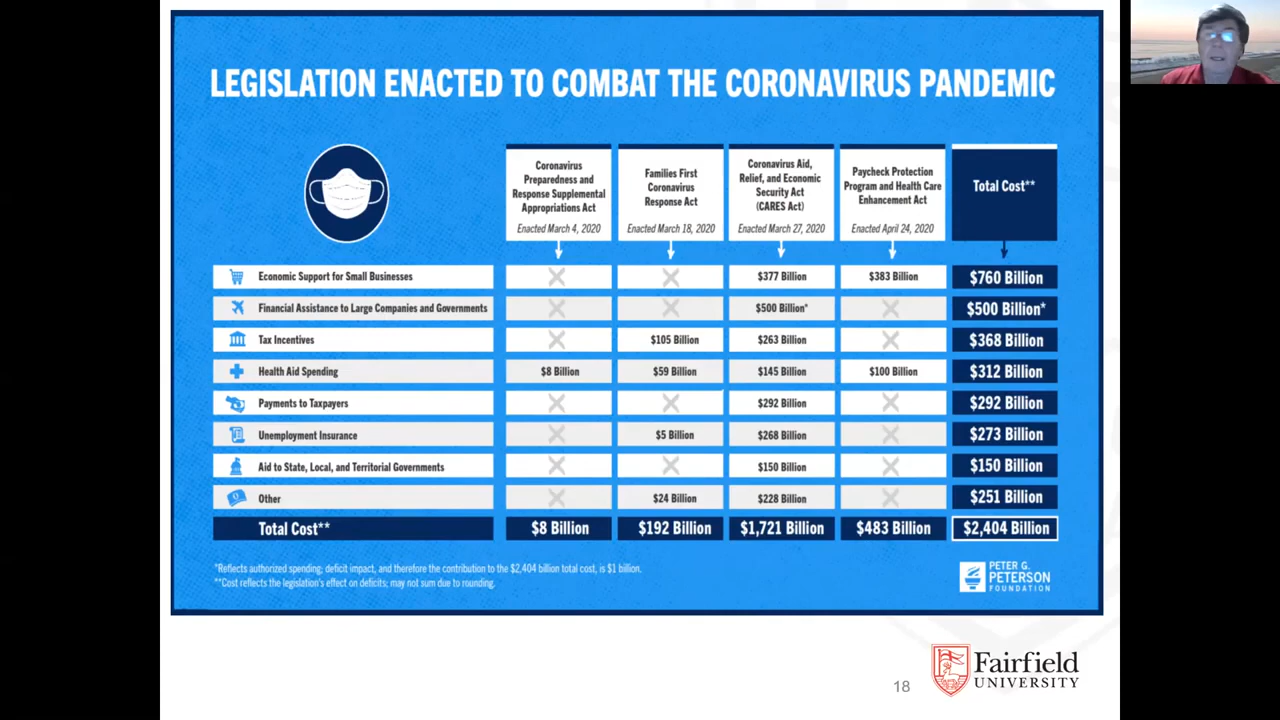 LEGISLATION ENACTED TO COMBAT THE CORONAVIRUS PANDEMIC
Coronavirus
Preparedness and
Response Supplemental
Appropriations Act
Enacted March 4, 2020
Families First
Coronavirus
Response Act
Enacted March 18, 2020
Coronavirus Aid,
Relief, and Economic
Security Act
(CARES Act)
Enacted March 27, 2020
Paycheck Protection
Program and Health Care
Enhancement Act
Enacted April 24, 2020
Total Cost**
Economic Support for Small Businesses $377 Billion $383 Billion $760 Billion
Financial Assistance to Large Companies and Governments $500 Billion* $500 Billion*
Tax Incentives $105 Billion $263 Billion $368 Billion
Health Aid Spending $8 Billion $59 Billion $145 Billion $100 Billion $312 Billion
Payments to Taxpayers $292 Billion $292 Billion
Unemployment Insurance $5 Billion $268 Billion $273 Billion
Aid to State, Local, and Territorial Governments $150 Billion $150 Billion
Other $24 Billion $228 Billion $251 Billion
Total Cost** $8 Billion $192 Billion $1,721 Billion $483 Billion $2,404 Billion
*Reflects authorized spending; deficit impact, and therefore the contribution to the $2,404 billion total cost, is $1 billion.
**Cost reflects the legislation's effect on deficits; may not sum due to rounding.
PETER G.
PETERSON
FOUNDATION
18
Fairfield
UNIVERSITY